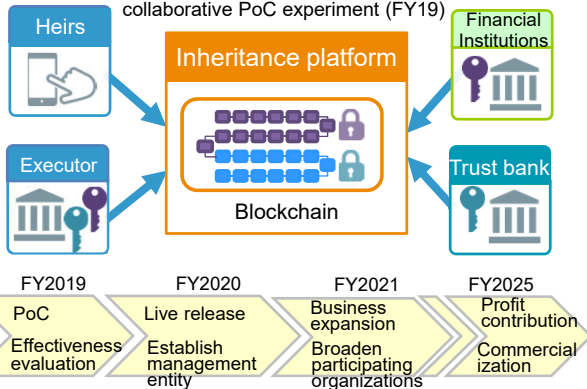 collaborative PoC experiment (FY19)
Heirs
Inheritance platform
Financial
Institutions
Executor
Trust bank
Blockchain
FY2019
FY2020
FY2021
FY2025
PoC
Effectiveness
evaluation
Live release
Establish
management
entity
Business
expansion
Broaden
participating
organizations
Profit
contribution
Commercial
ization